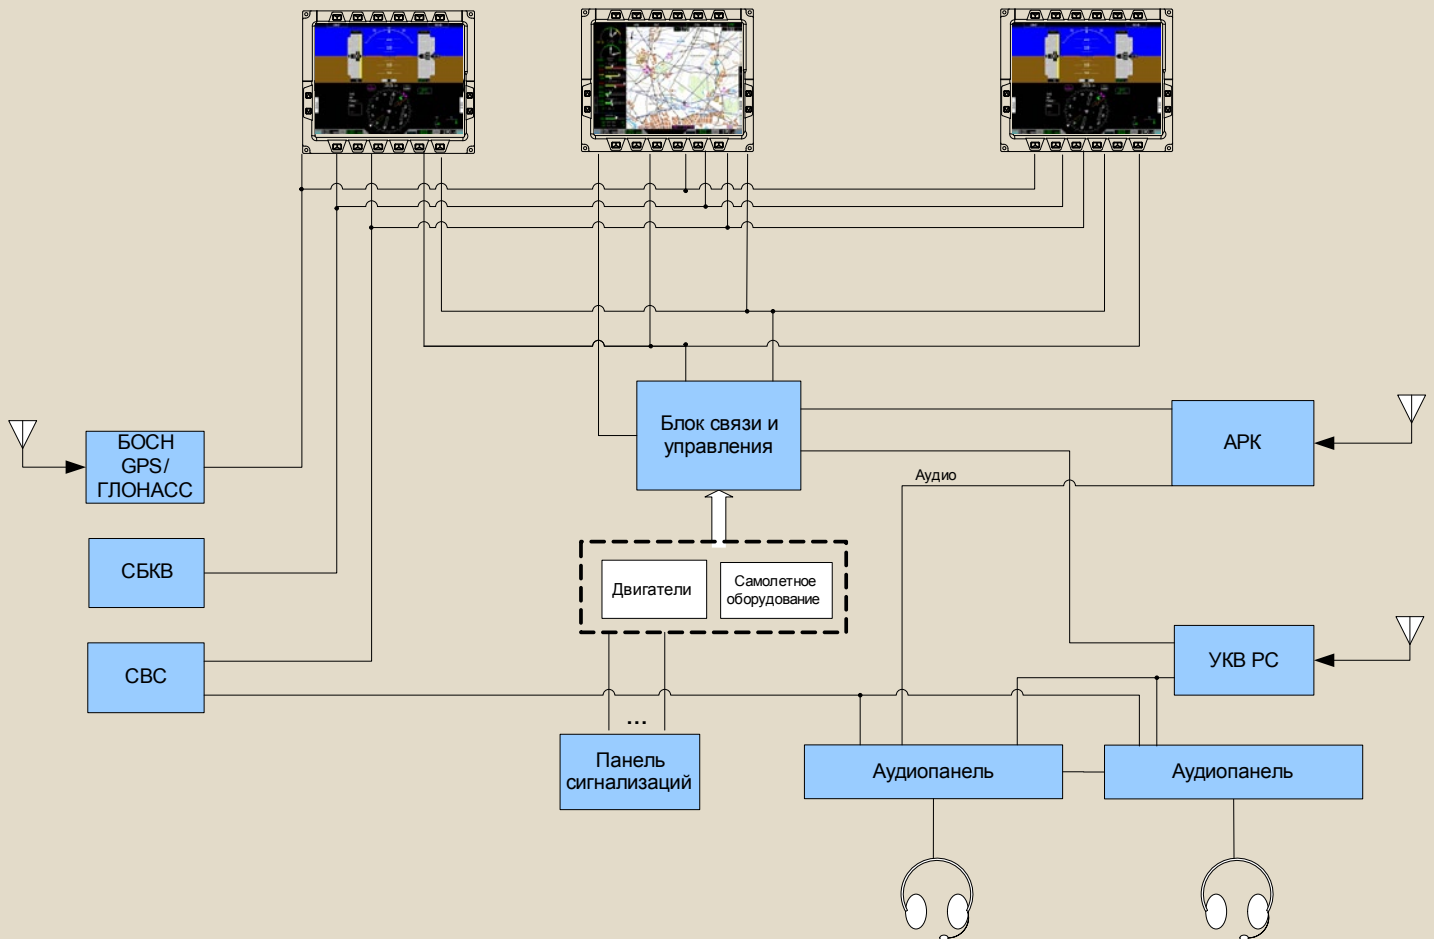 Блок связи и
управления
БОСН
GPS/
ГЛОНАСС
АРК
Аудио
СБКВ
Двигатели
Самолетное
оборудование
СВС
УКВ РС
...
Панель
сигнализаций
Аудиопанель
Аудиопанель